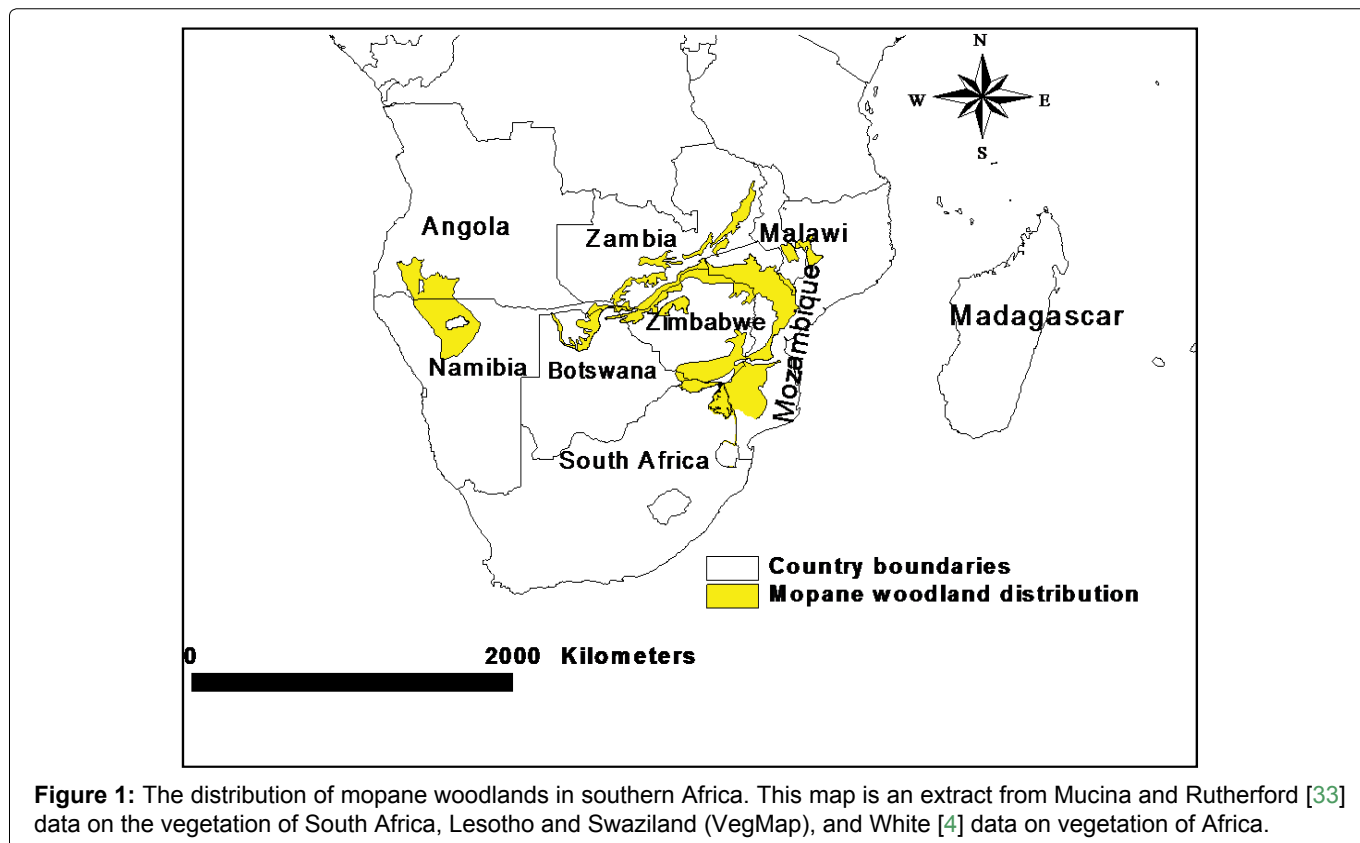 N
W E
S
Angola
Zambia
Malawi
Mozambique
Zimbabwe
Madagascar
Namibia
Botswana
South Africa
Country boundaries
Mopane woodland distribution
0 2000 Kilometers
Figure 1: The distribution of mopane woodlands in southern Africa. This map is an extract from Mucina and Rutherford [33]
data on the vegetation of South Africa, Lesotho and Swaziland (VegMap), and White [4] data on vegetation of Africa.